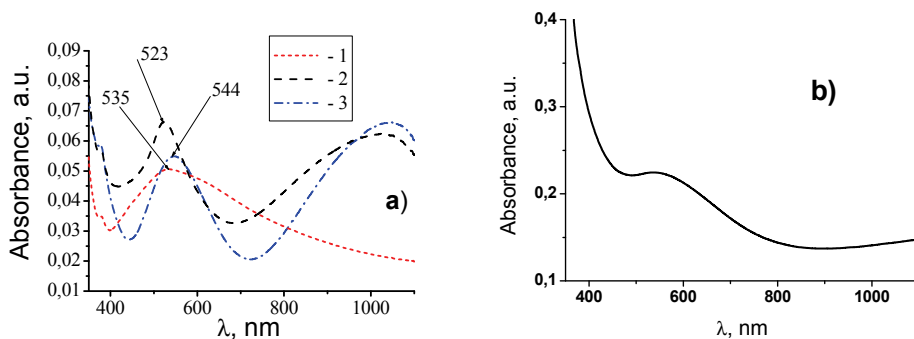 0,09
0,08
0,07
0,06
0,05
0,04
0,03
0,02
0,01
Absorbance, a.u.
523
535
544
- 1
- 2
- 3
a)
400 600 800 1000
λ, nm
0,4
0,3
0,2
0,1
Absorbance, a.u.
b)
400 600 800 1000
λ, nm